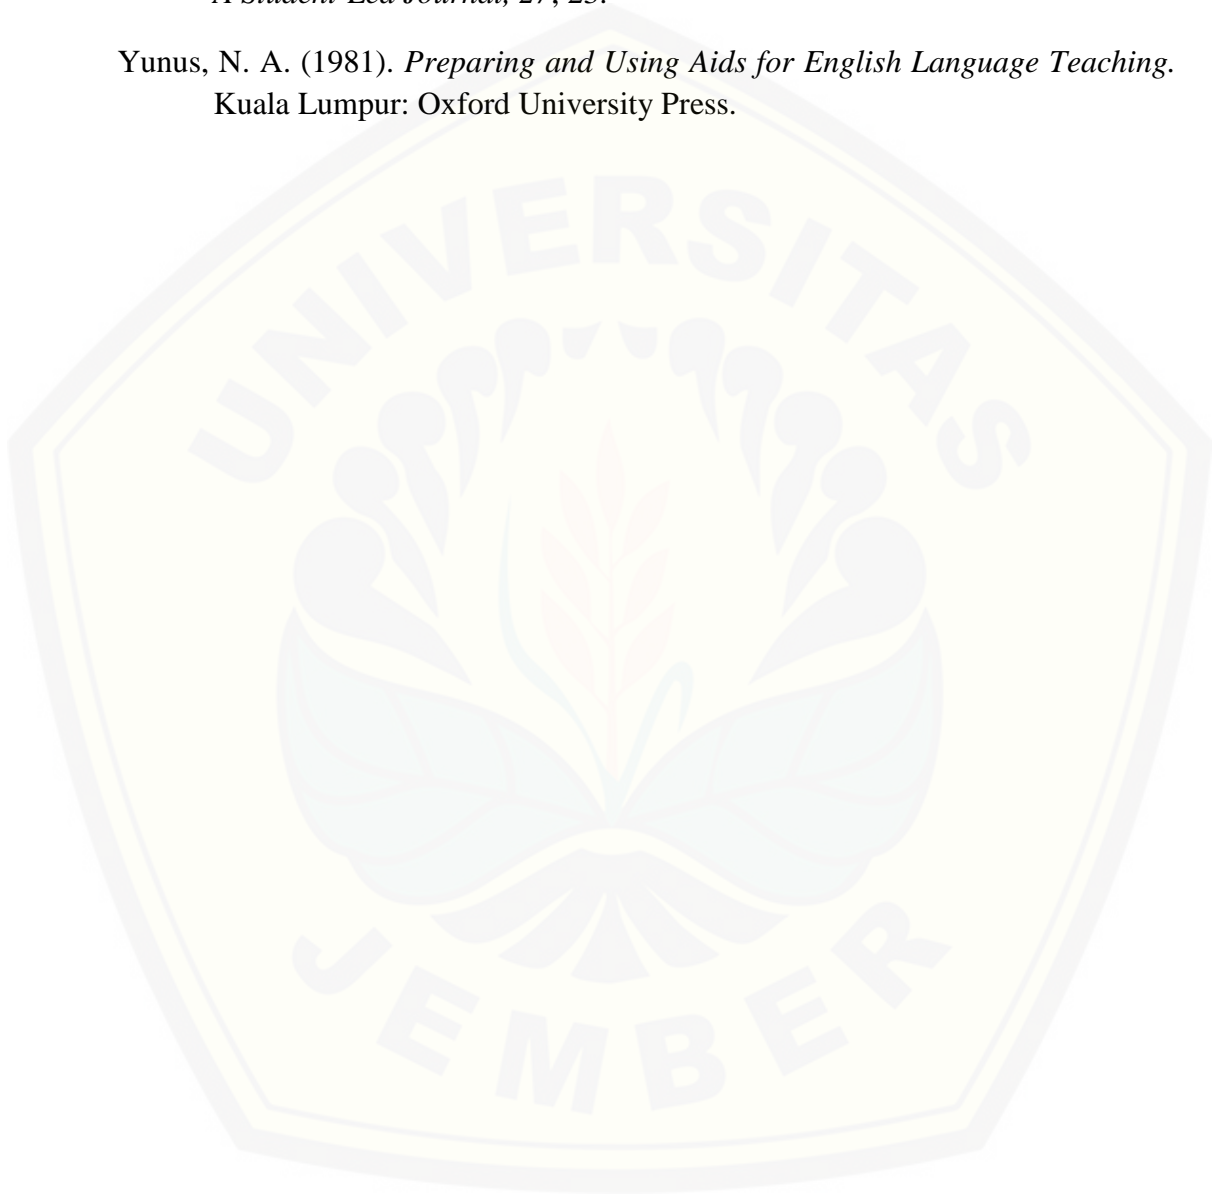 A Student-Led Journal, 27, 23.
Yunus, N. A. (1981). Preparing and Using Aids for English Language Teaching.
Kuala Lumpur: Oxford University Press.
UNIVERSITAS
JEMBER